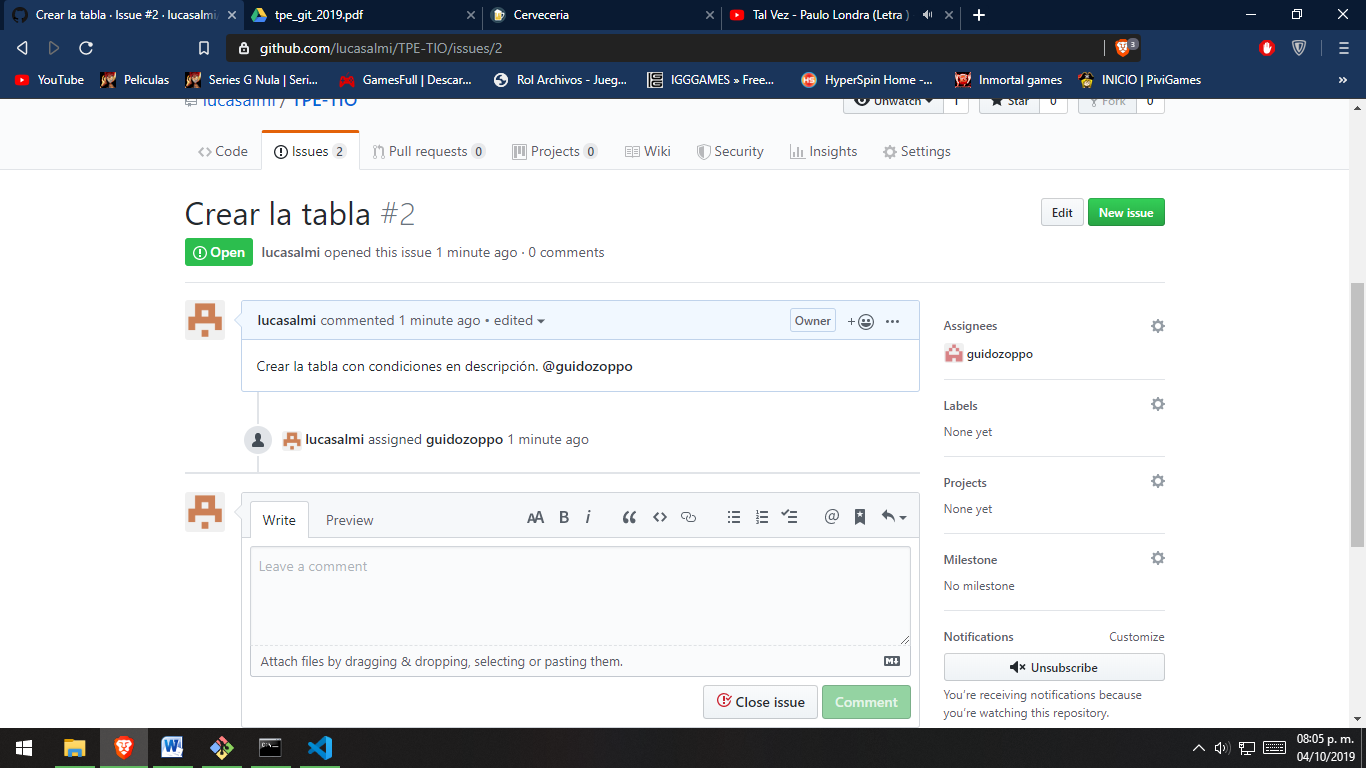 Crear la tabla · Issue #2 · lucasalmi/
tpe_git_2019.pdf
Cerveceria
Tal Vez - Paulo Londra (Letra )
github.com/lucasalmi/TPE-TIO/issues/2
3
YouTube
Peliculas
Series G Nula | Seri...
GamesFull | Descar...
Rol Archivos - Jueg...
IGGGAMES » Free...
HyperSpin Home -...
Inmortal games
INICIO | PiviGames
»
lucasalmi / TPE-TIO
Unwatch 1
Star 0
Fork 0
Code
Issues 2
Pull requests 0
Projects 0
Wiki
Security
Insights
Settings
Crear la tabla #2
Edit
New issue
Open
lucasalmi opened this issue 1 minute ago · 0 comments
lucasalmi commented 1 minute ago • edited
Owner
Crear la tabla con condiciones en descripción. @guidozoppo
lucasalmi assigned guidozoppo 1 minute ago
Write
Preview
Leave a comment
Attach files by dragging & dropping, selecting or pasting them.
Close issue
Comment
Assignees
guidozoppo
Labels
None yet
Projects
None yet
Milestone
No milestone
Notifications
Customize
Unsubscribe
You're receiving notifications because
you're watching this repository.
08:05 p. m.
04/10/2019